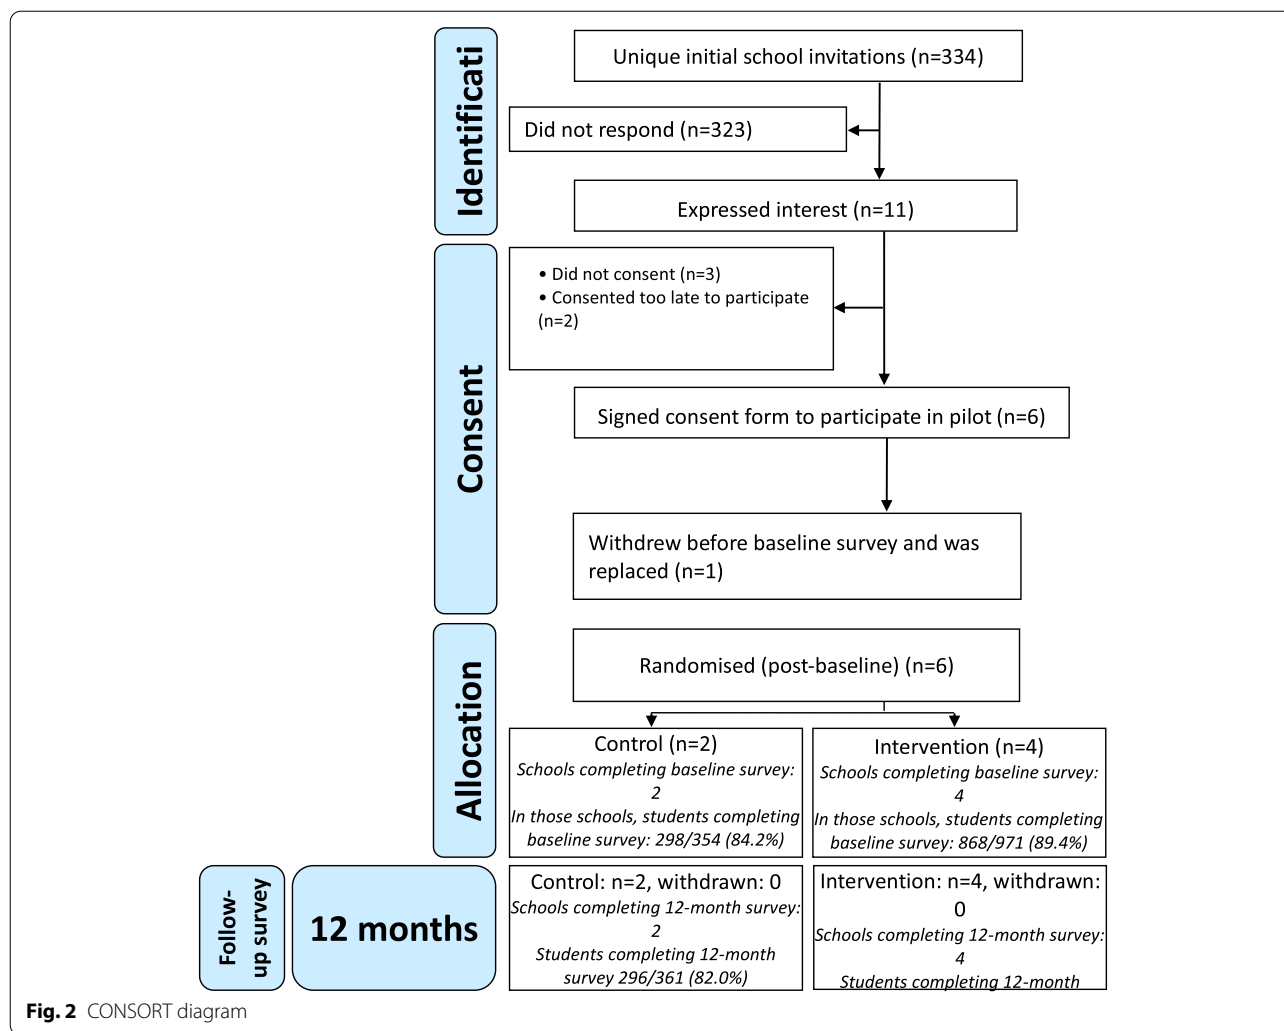 Identificati
Unique initial school invitations (n=334)
Did not respond (n=323)
Expressed interest (n=11)
Consent
• Did not consent (n=3)
• Consented too late to participate
(n=2)
Signed consent form to participate in pilot (n=6)
Withdrew before baseline survey and was
replaced (n=1)
Allocation
Randomised (post-baseline) (n=6)
Control (n=2)
Schools completing baseline survey:
2
In those schools, students completing
baseline survey: 298/354 (84.2%)
Intervention (n=4)
Schools completing baseline survey:
4
In those schools, students completing
baseline survey: 868/971 (89.4%)
Follow-
up survey
12 months
Control: n=2, withdrawn: 0
Schools completing 12-month survey:
2
Students completing 12-month
survey 296/361 (82.0%)
Intervention: n=4, withdrawn:
0
Schools completing 12-month survey:
4
Students completing 12-month
Fig. 2 CONSORT diagram